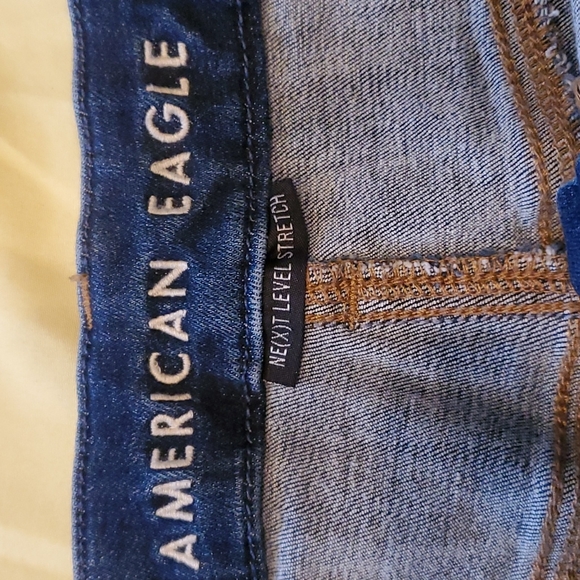 AMERICAN EAGLE
NE(X)T LEVEL STRETCH